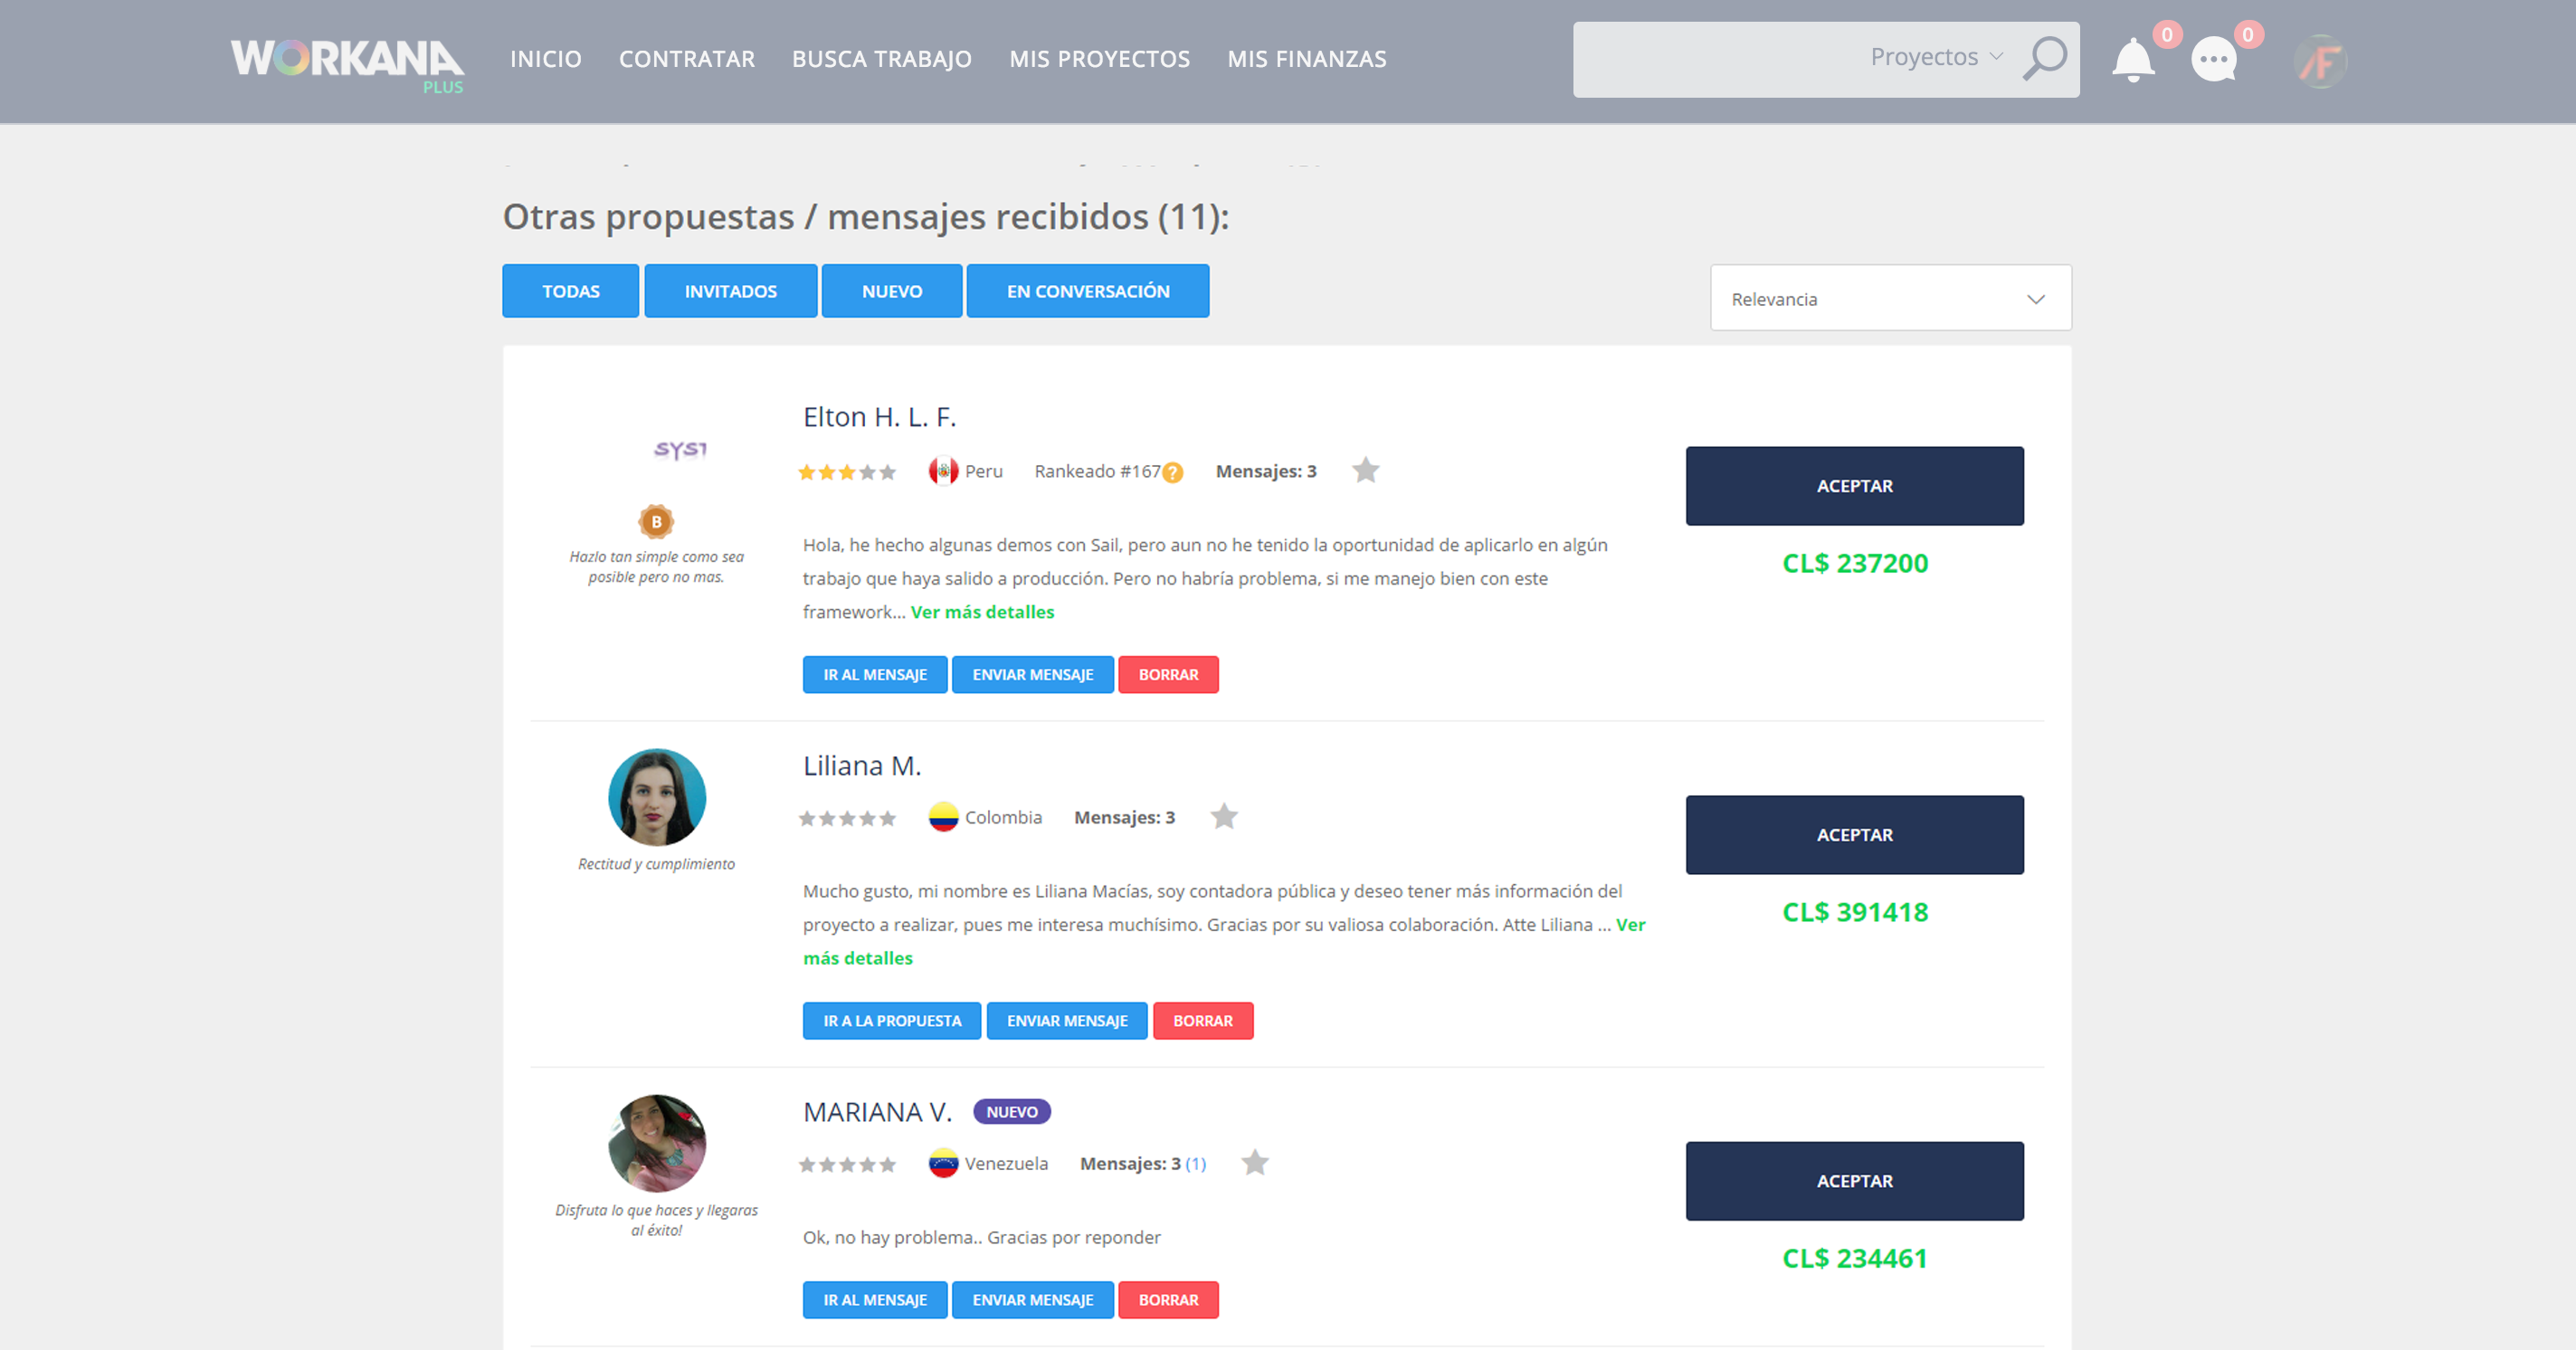 WORKANA
PLUS
INICIO
CONTRATAR
BUSCA TRABAJO
MIS PROYECTOS
MIS FINANZAS
Proyectos
0
0
Otras propuestas / mensajes recibidos (11):
TODAS
INVITADOS
NUEVO
EN CONVERSACIÓN
Relevancia
SYST
B
Hazlo tan simple como sea
posible pero no mas.
Elton H. L. F.
Peru
Rankeado #167
?
Mensajes: 3
Hola, he hecho algunas demos con Sail, pero aun no he tenido la oportunidad de aplicarlo en algún
trabajo que haya salido a producción. Pero no habría problema, si me manejo bien con este
framework... Ver más detalles
IR AL MENSAJE
ENVIAR MENSAJE
BORRAR
ACEPTAR
CL$ 237200
Rectitud y cumplimiento
Liliana M.
Colombia
Mensajes: 3
Mucho gusto, mi nombre es Liliana Macías, soy contadora pública y deseo tener más información del
proyecto a realizar, pues me interesa muchísimo. Gracias por su valiosa colaboración. Atte Liliana ... Ver
más detalles
IR A LA PROPUESTA
ENVIAR MENSAJE
BORRAR
ACEPTAR
CL$ 391418
Disfruta lo que haces y llegaras
al éxito!
MARIANA V.
NUEVO
Venezuela
Mensajes: 3 (1)
Ok, no hay problema.. Gracias por reponder
IR AL MENSAJE
ENVIAR MENSAJE
BORRAR
ACEPTAR
CL$ 234461